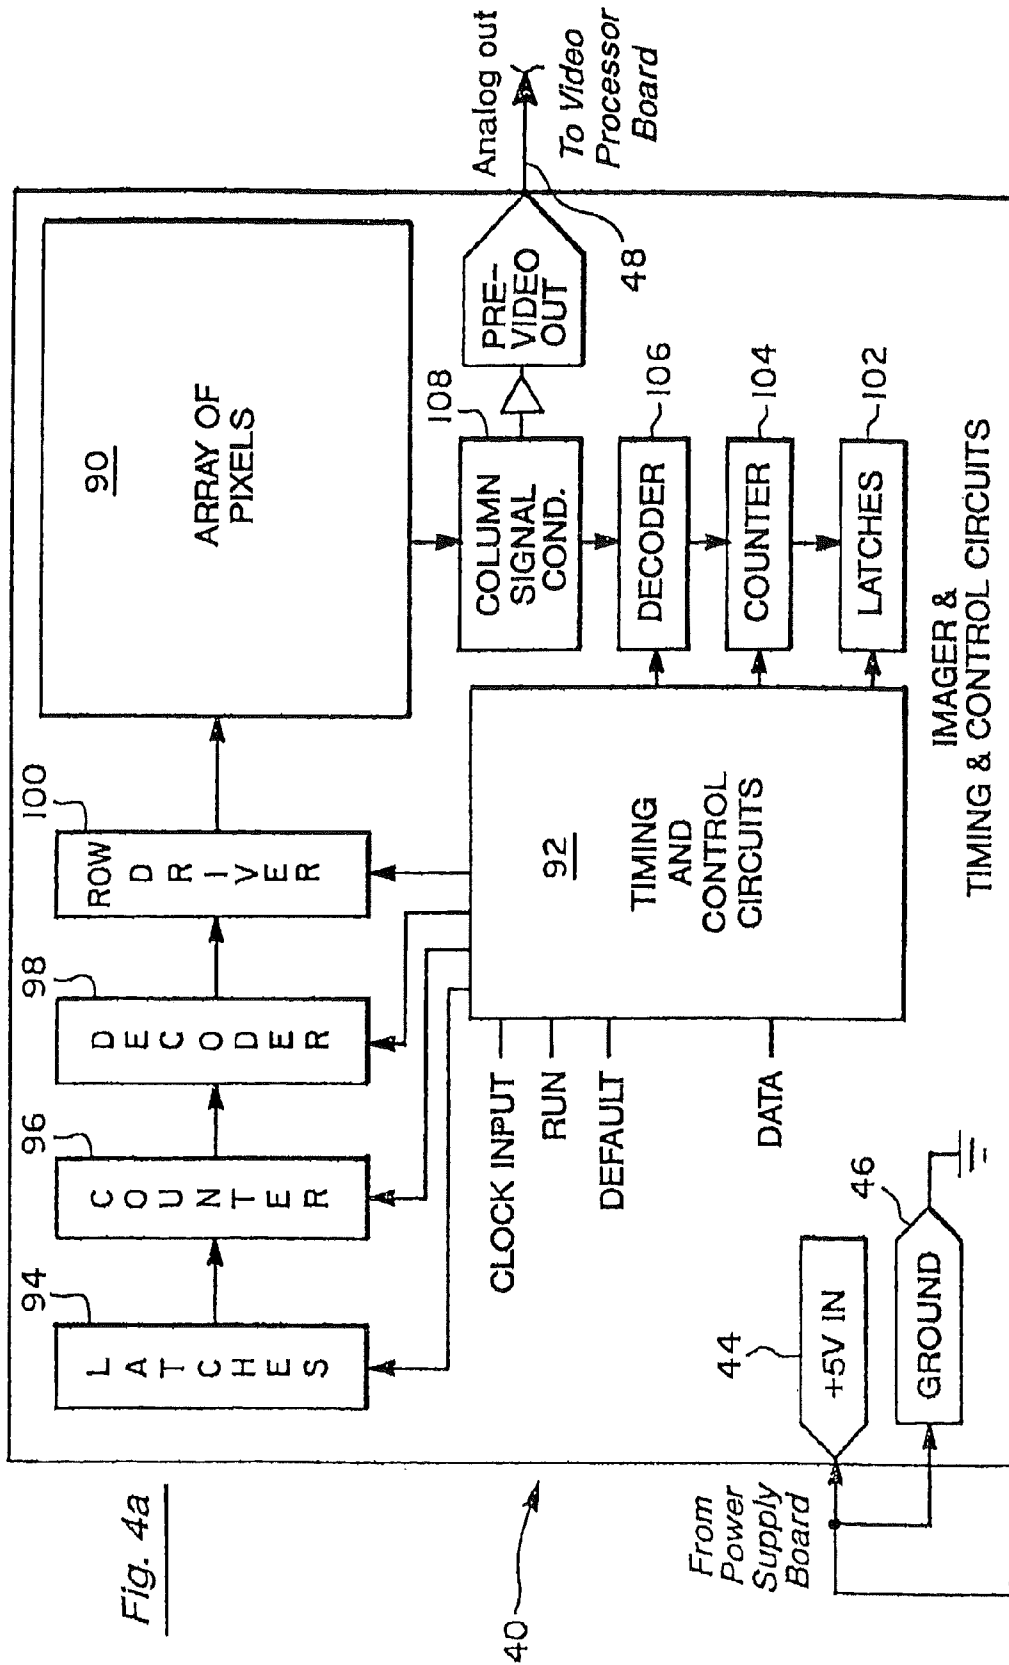 Fig. 4a
40
94
LATCHES
96
COUNTER
98
DECODER
100
ROW
DRIVER
90
ARRAY OF
PIXELS
92
TIMING
AND
CONTROL
CIRCUITS
CLOCK INPUT
RUN
DEFAULT
DATA
108
COLUMN
SIGNAL
COND.
PRE-
VIDEO
OUT
48
Analog out
To Video
Processor
Board
DECODER
106
COUNTER
104
LATCHES
102
From
Power
Supply
Board
44
+5V IN
46
GROUND
IMAGER &
TIMING & CONTROL CIRCUITS